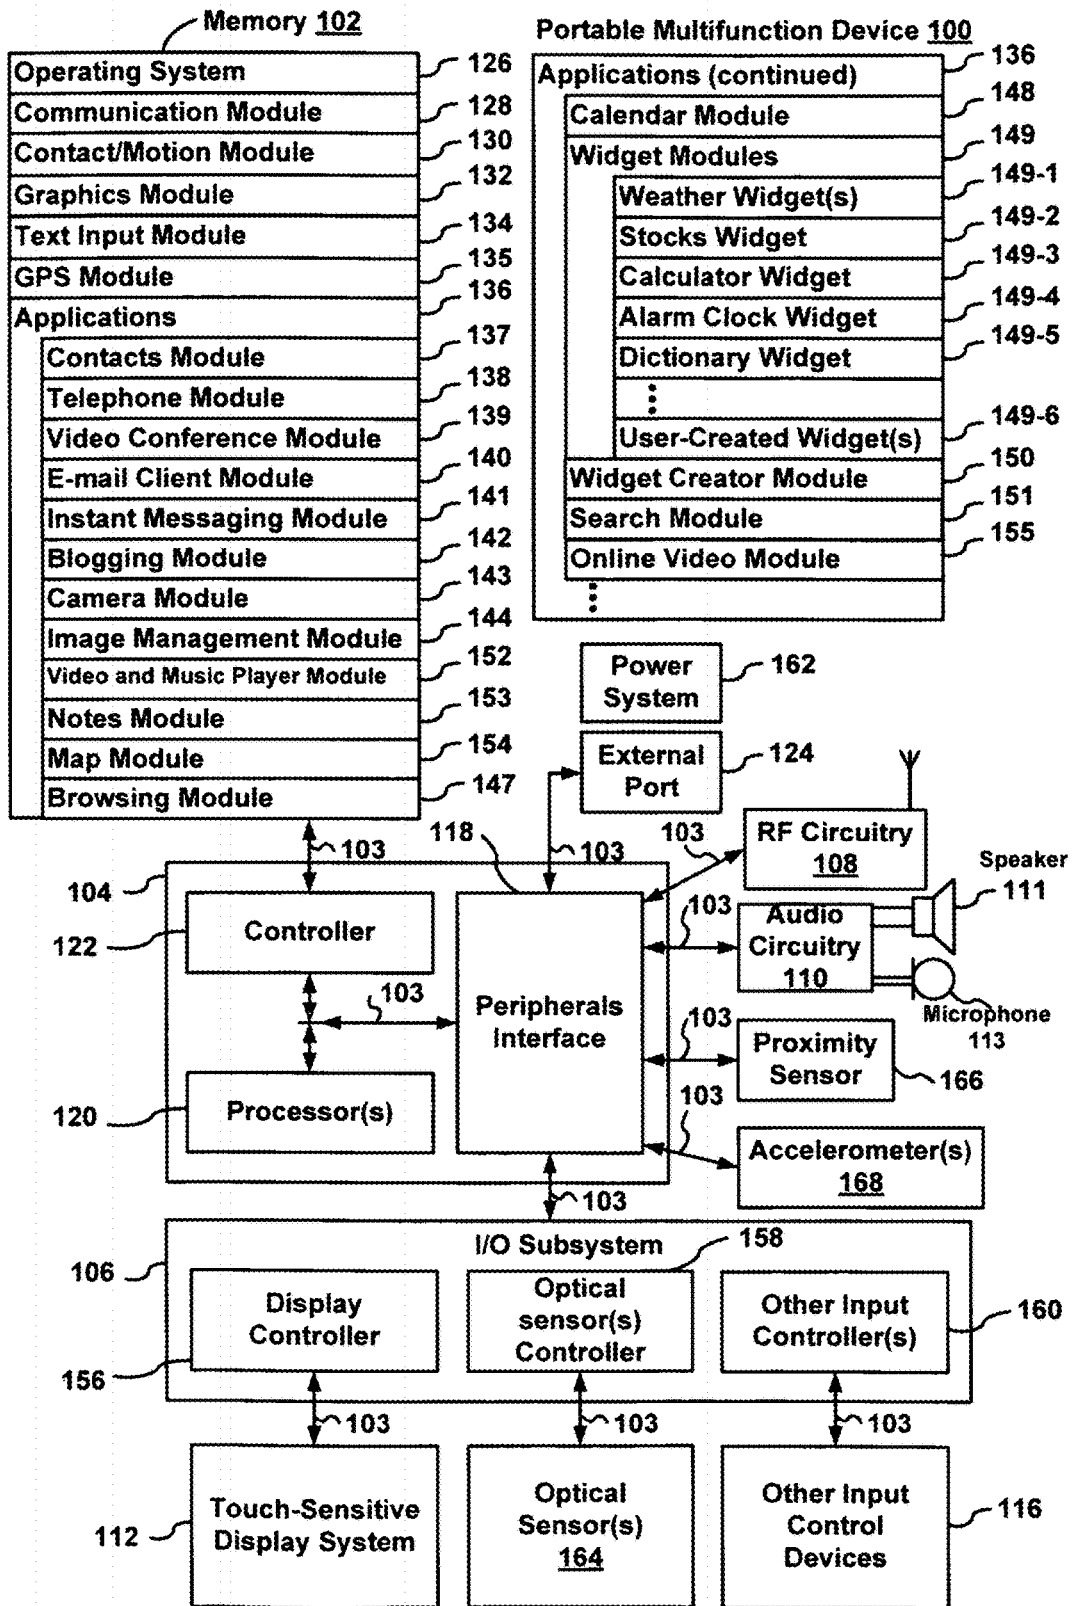 Memory 102
Operating System 126
Communication Module 128
Contact/Motion Module 130
Graphics Module 132
Text Input Module 134
GPS Module 135
Applications 136
Contacts Module 137
Telephone Module 138
Video Conference Module 139
E-mail Client Module 140
Instant Messaging Module 141
Blogging Module 142
Camera Module 143
Image Management Module 144
Video and Music Player Module 152
Notes Module 153
Map Module 154
Browsing Module 147
Portable Multifunction Device 100
Applications (continued) 136
Calendar Module 148
Widget Modules 149
Weather Widget(s) 149-1
Stocks Widget 149-2
Calculator Widget 149-3
Alarm Clock Widget 149-4
Dictionary Widget 149-5
User-Created Widget(s) 149-6
Widget Creator Module 150
Search Module 151
Online Video Module 155
Power
System
162
External
Port
124
103
118
103
103
RF Circuitry
108
Speaker
111
104
122
Controller
103
Audio
Circuitry
110
103
Peripherals
Interface
Microphone
113
103
Proximity
Sensor
166
120
Processor(s)
103
Accelerometer(s)
168
103
I/O Subsystem
158
106
Display
Controller
156
Optical
sensor(s)
Controller
Other Input
Controller(s)
160
103
103
103
112
Touch-Sensitive
Display System
Optical
Sensor(s)
164
Other Input
Control
Devices
116